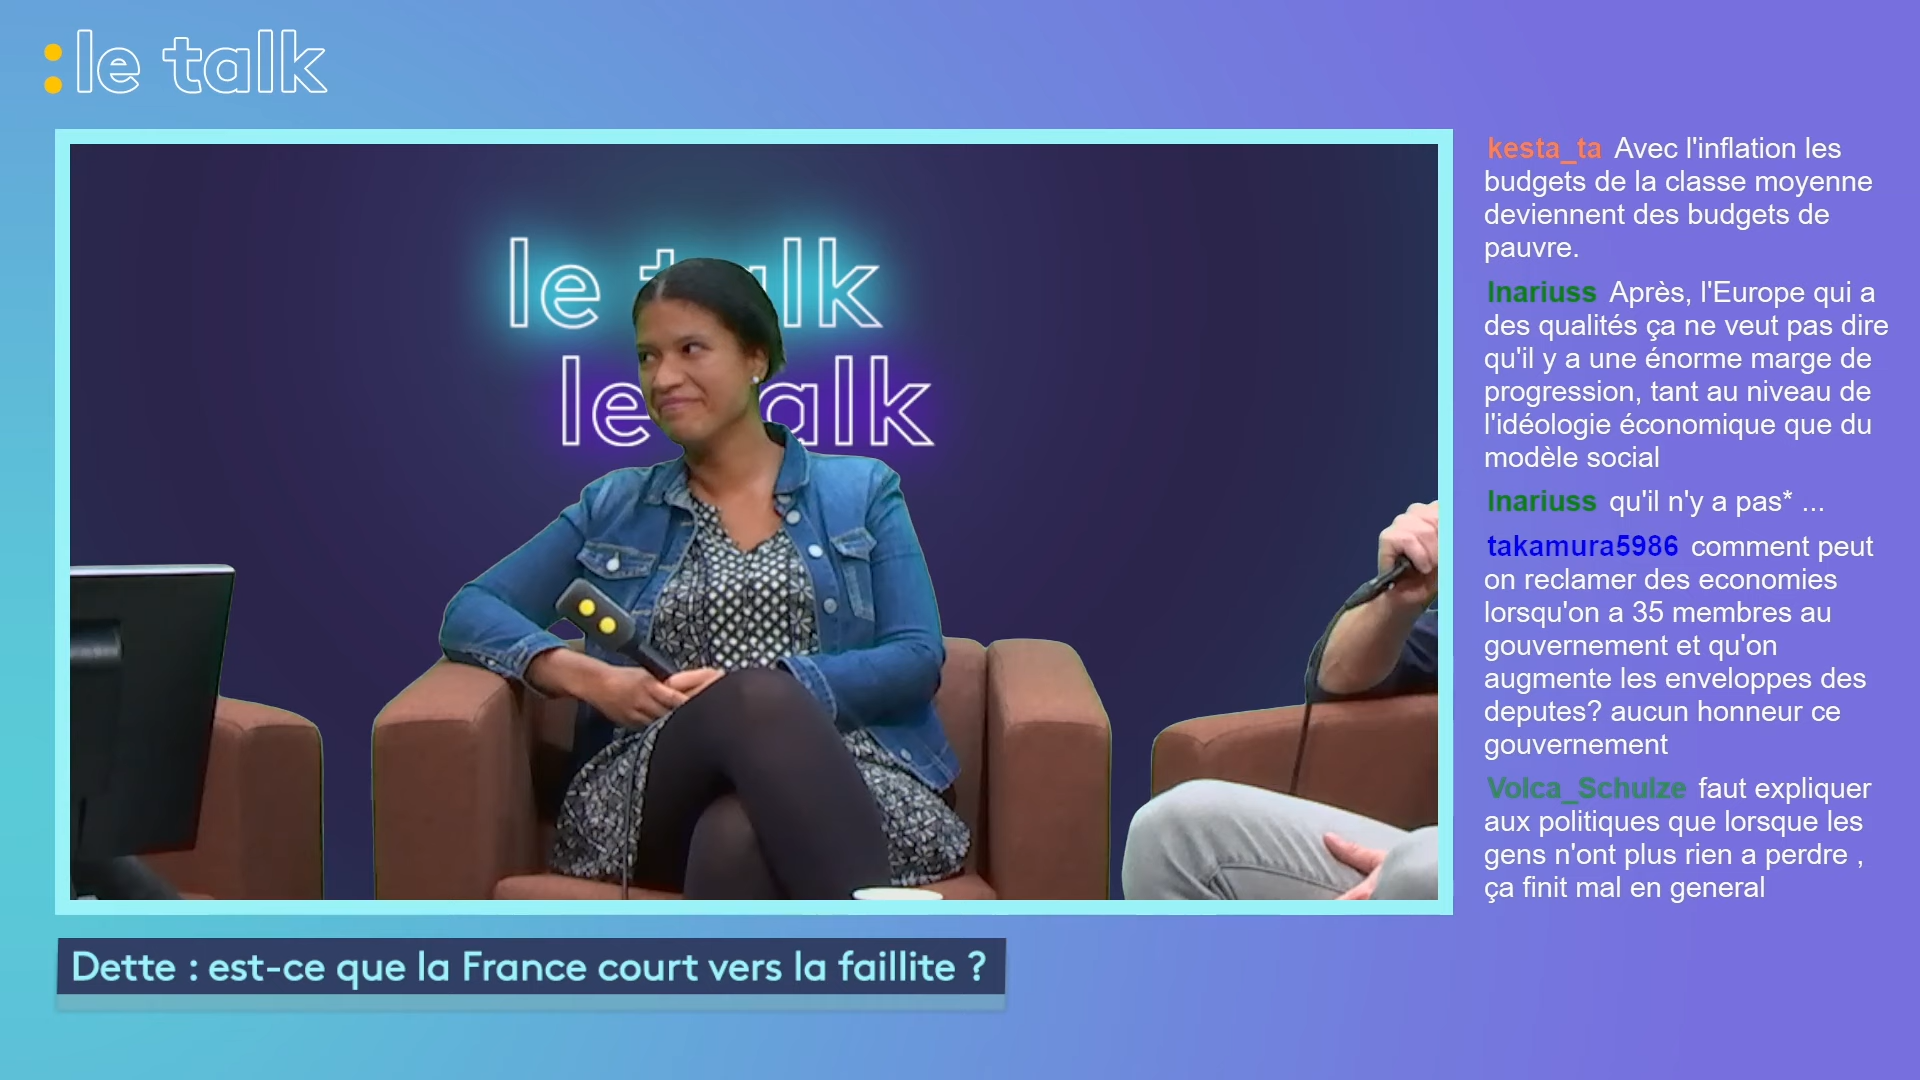 :le talk
le talk
le talk
kesta_ta Avec l'inflation les
budgets de la classe moyenne
deviennent des budgets de
pauvre.
Inariuss Après, l'Europe qui a
des qualités ça ne veut pas dire
qu'il y a une énorme marge de
progression, tant au niveau de
l'idéologie économique que du
modèle social
Inariuss qu'il n'y a pas* ...
takamura5986 comment peut
on reclamer des economies
lorsqu'on a 35 membres au
gouvernement et qu'on
augmente les enveloppes des
deputes? aucun honneur ce
gouvernement
Volca_Schulze faut expliquer
aux politiques que lorsque les
gens n'ont plus rien a perdre ,
ça finit mal en general
Dette : est-ce que la France court vers la faillite ?